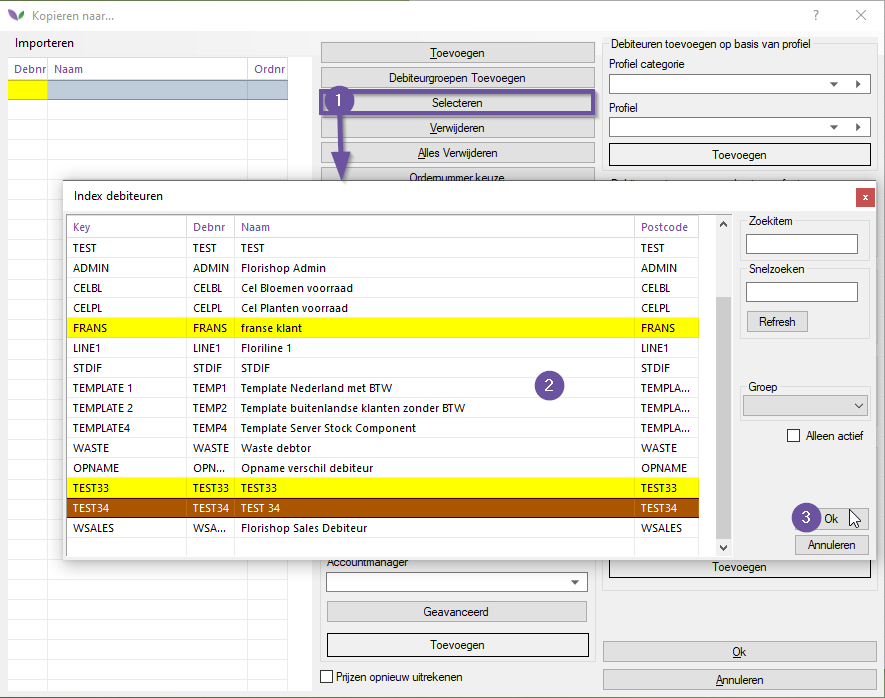 Kopieren naar...
?
Importeren
Debnr Naam Ordnr
Toevoegen
Debiteurgroepen Toevoegen
1
Selecteren
Verwijderen
Alles Verwijderen
Ordernummer keuze
Debiteuren toevoegen op basis van profiel
Profiel categorie
Profiel
Toevoegen
Index debiteuren
x
Key Debnr Naam Postcode
TEST TEST TEST TEST
ADMIN ADMIN Florishop Admin ADMIN
CELBL CELBL Cel Bloemen voorraad CELBL
CELPL CELPL Cel Planten voorraad CELPL
FRANS FRANS franse klant FRANS
LINE1 LINE1 Floriline 1 LINE1
STDIF STDIF STDIF STDIF
TEMPLATE 1 TEMP1 Template Nederland met BTW TEMPLA...
TEMPLATE 2 TEMP2 Template buitenlandse klanten zonder BTW TEMPLA...
TEMPLATE4 TEMP4 Template Server Stock Component TEMPLA...
WASTE WASTE Waste debtor WASTE
OPNAME OPN... Opname verschil debiteur OPNAME
TEST33 TEST33 TEST33 TEST33
TEST34 TEST34 TEST 34 TEST34
WSALES WSA... Florishop Sales Debiteur WSALES
2
Zoekitem
Snelzoeken
Refresh
Groep
Alleen actief
3 Ok
Annuleren
Accountmanager
Geavanceerd
Toevoegen
Prijzen opnieuw uitrekenen
Toevoegen
Ok
Annuleren